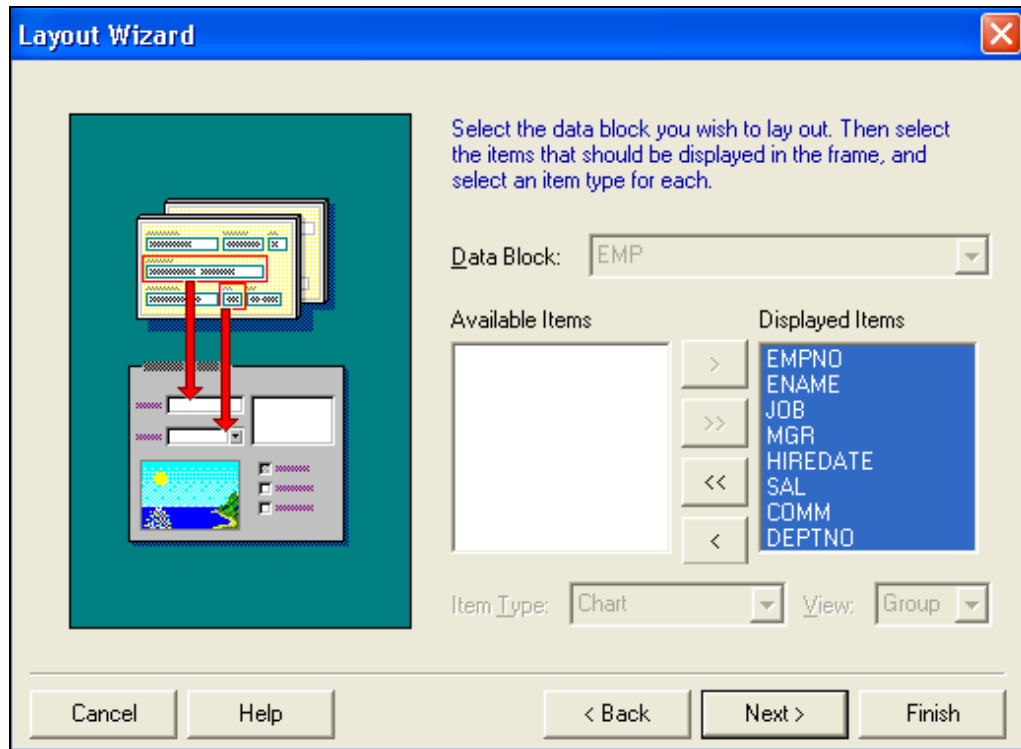 Layout Wizard
Select the data block you wish to lay out. Then select
the items that should be displayed in the frame, and
select an item type for each.
Data Block: EMP
Available Items
Displayed Items
>
>>
<<
<
EMPNO
ENAME
JOB
MGR
HIREDATE
SAL
COMM
DEPTNO
Item Type: Chart View: Group
Cancel Help < Back Next > Finish